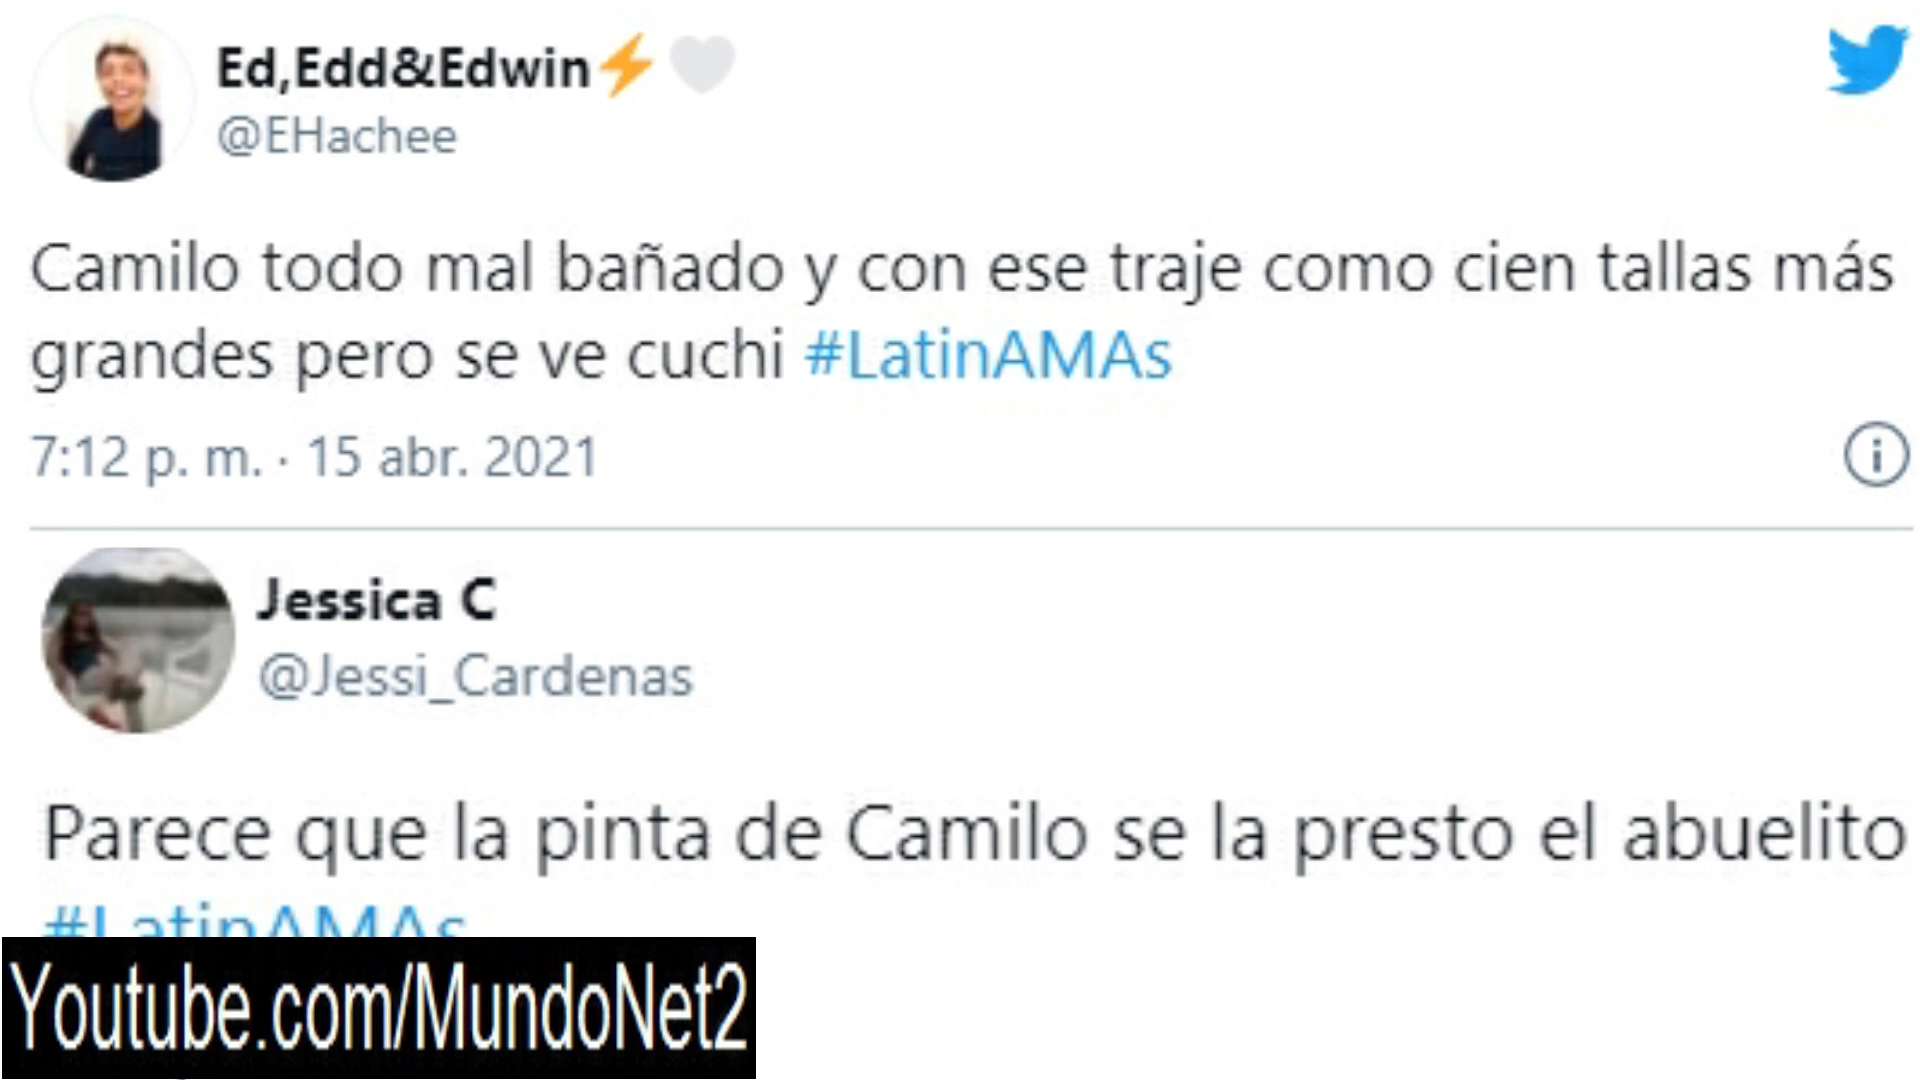 Ed,Edd&Edwin⚡🤍
@EHachee
Camilo todo mal bañado y con ese traje como cien tallas más
grandes pero se ve cuchi #LatinAMAs
7:12 p. m. · 15 abr. 2021
Jessica C
@Jessi_Cardenas
Parece que la pinta de Camilo se la presto el abuelito
#LatinAMAs
Youtube.com/MundoNet2